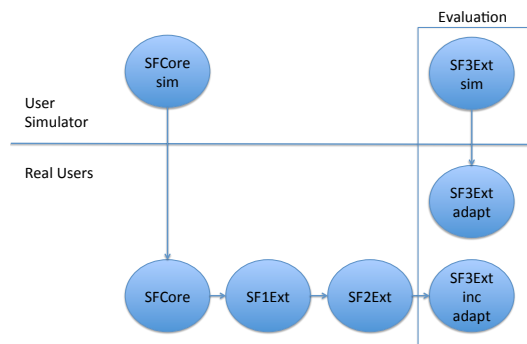 Evaluation
SFCore
sim
SF3Ext
sim
User
Simulator
Real Users
SF3Ext
adapt
SFCore
SF1Ext
SF2Ext
SF3Ext
inc
adapt